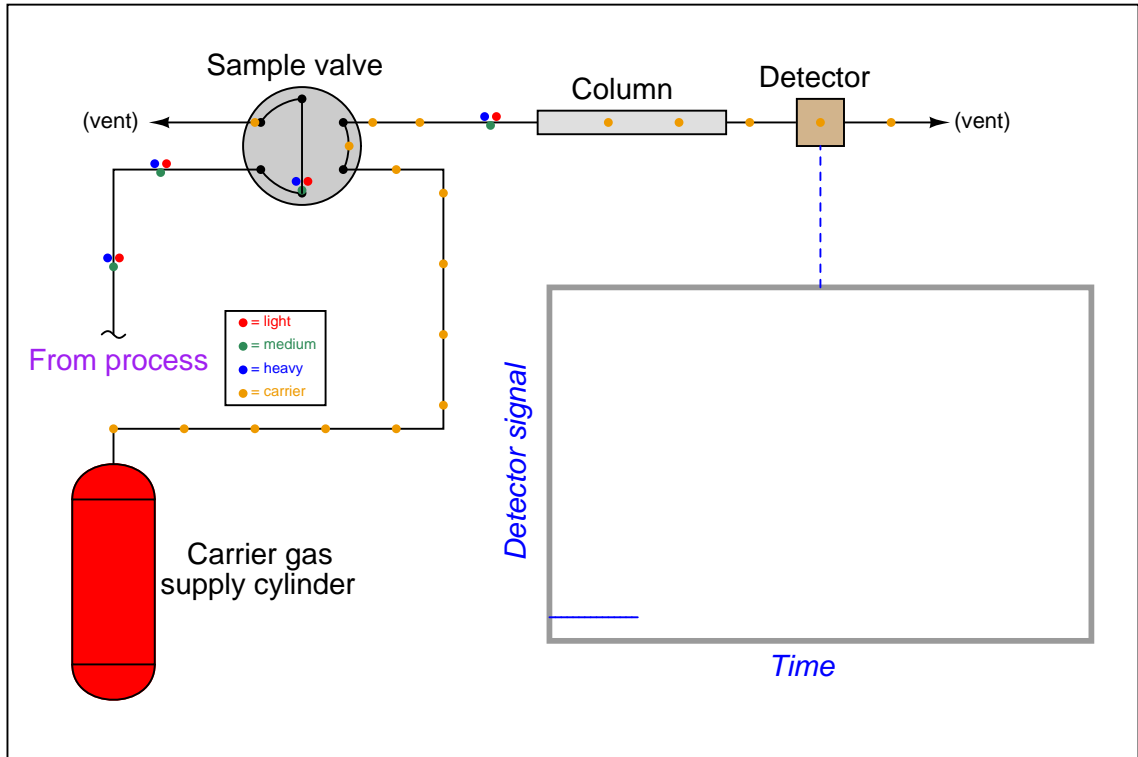 Sample valve
Column
Detector
(vent)
(vent)
= light
= medium
= heavy
= carrier
From process
Detector signal
Carrier gas
supply cylinder
Time